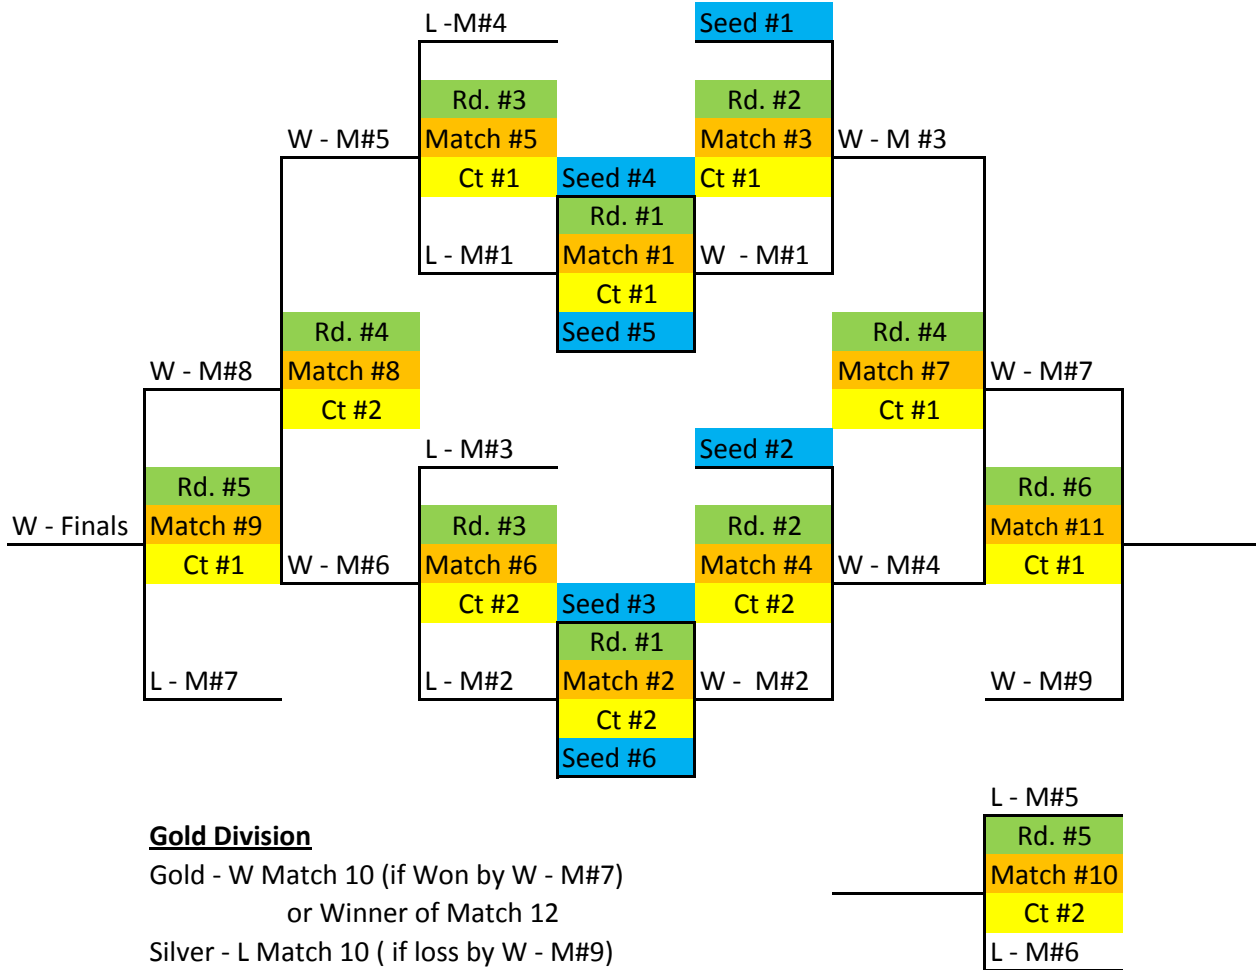 L -M#4 Seed #1
Rd. #3 Rd. #2
W - M#5 Match #5 Match #3 W - M #3
Ct #1 Seed #4 Ct #1
Rd. #1
L - M#1 Match #1 W - M#1
Ct #1
Rd. #4 Seed #5 Rd. #4
W - M#8 Match #8 Match #7 W - M#7
Ct #2 Ct #1
L - M#3 Seed #2
Rd. #5 Rd. #6
W - Finals Match #9 Rd. #3 Rd. #2 Match #11
Ct #1 W - M#6 Match #6 Match #4 W - M#4 Ct #1
Ct #2 Seed #3 Ct #2
Rd. #1
L - M#7 L - M#2 Match #2 W - M#2 W - M#9
Ct #2
Seed #6
L - M#5
Gold Division Rd. #5
Gold - W Match 10 (if Won by W - M#7) Match #10
or Winner of Match 12 Ct #2
Silver - L Match 10 ( if loss by W - M#9) L - M#6